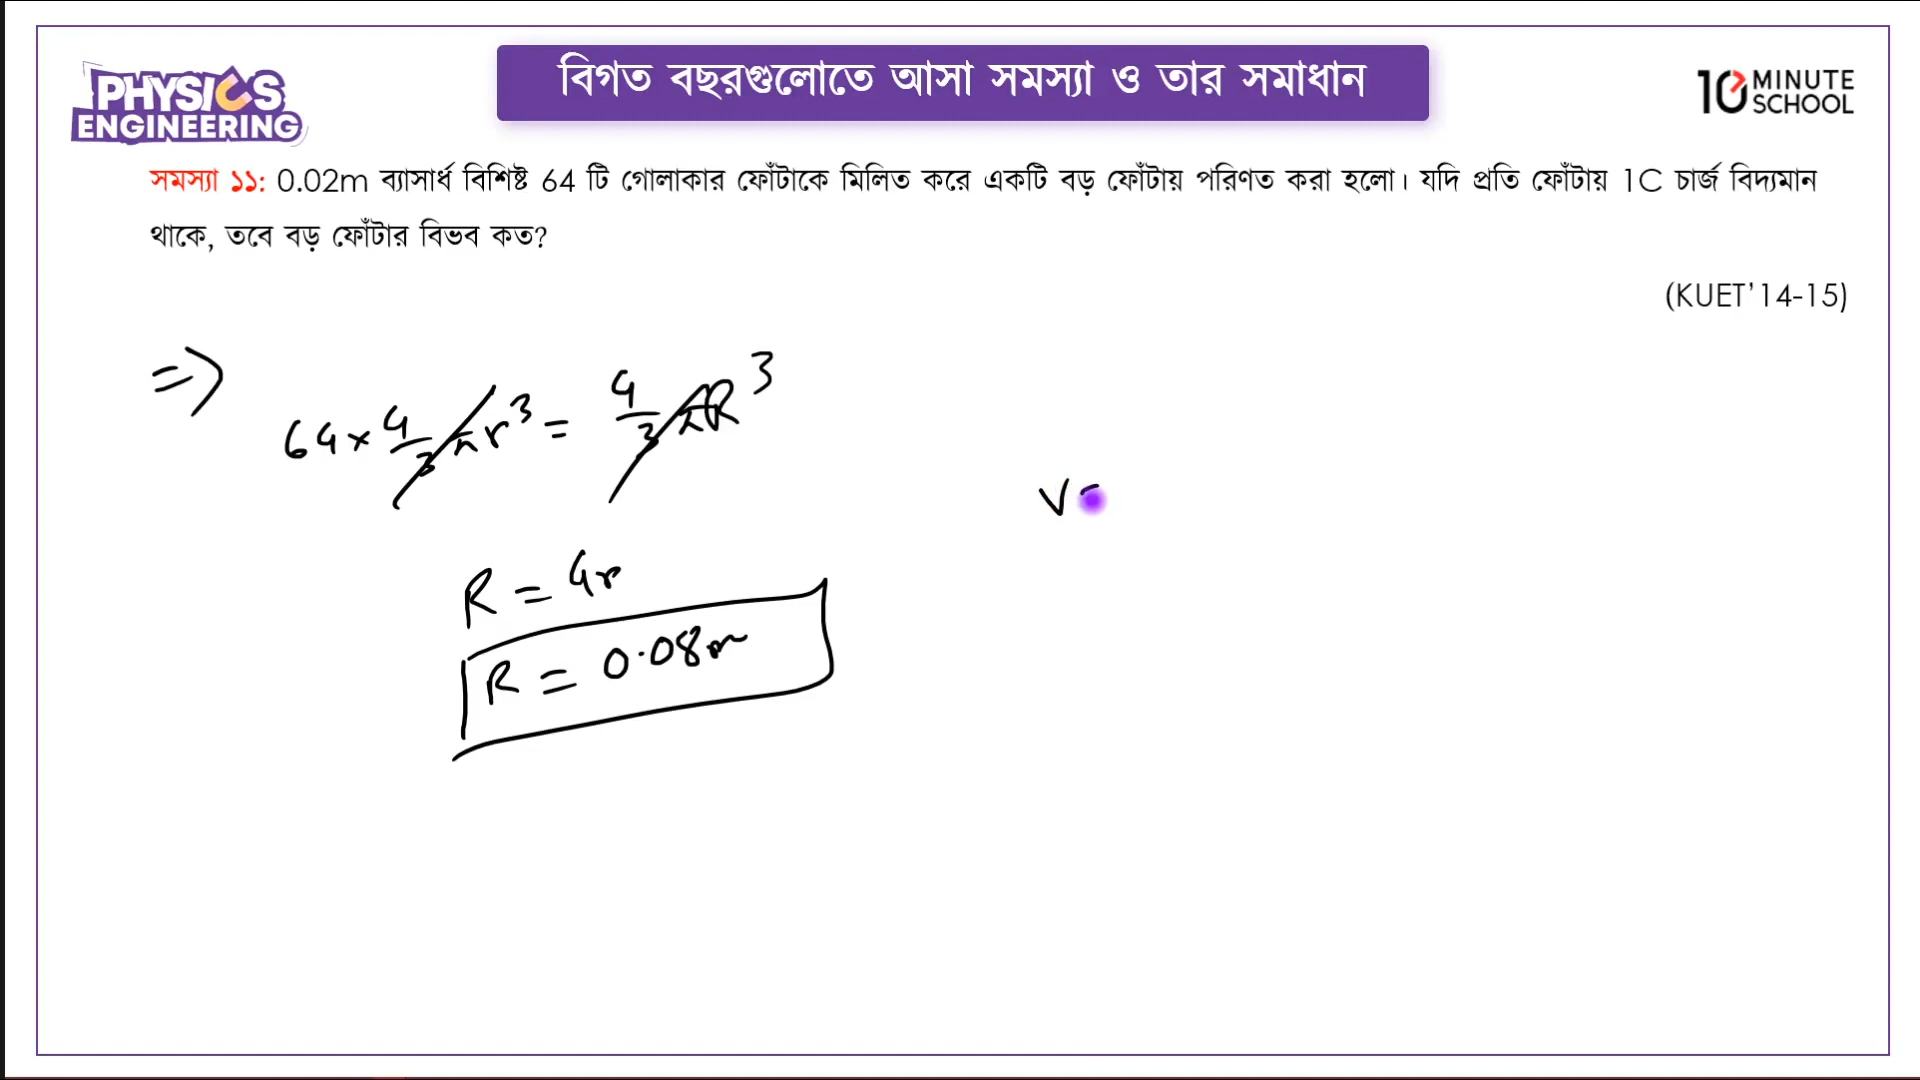 PHYSICS
ENGINEERING
বিগত বছরগুলোতে আসা সমস্যা ও তার সমাধান
10 MINUTE
SCHOOL
সমস্যা ১১: 0.02m ব্যাসার্ধ বিশিষ্ট 64 টি গোলাকার ফোঁটাকে মিলিত করে একটি বড় ফোঁটায় পরিণত করা হলো। যদি প্রতি ফোঁটায় 1C চার্জ বিদ্যমান
থাকে, তবে বড় ফোঁটার বিভব কত?
(KUET’14-15)
=> 64 × 4/3 πr³ = 4/3 πR³
V =
R = 4r
R = 0.08m